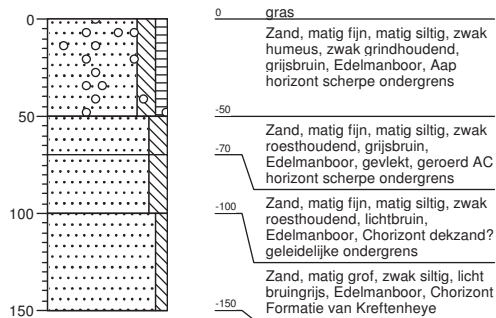 0
50
100
150
0
gras
Zand, matig fijn, matig siltig, zwak
humeus, zwak grindhoudend,
grijsbruin, Edelmanboor, Aap
horizont scherpe ondergrens
-50
Zand, matig fijn, matig siltig, zwak
roesthoudend, grijsbruin,
-70
Edelmanboor, gevlekt, geroerd AC
horizont scherpe ondergrens
Zand, matig fijn, matig siltig, zwak
-100
roesthoudend, lichtbruin,
Edelmanboor, Chorizont dekzand?
geleidelijke ondergrens
Zand, matig grof, zwak siltig, licht
bruingrijst, Edelmanboor, Chorizont
-150
Formatie van Kreftenheye